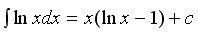 ∫ln xdx = x(ln x − 1) + c